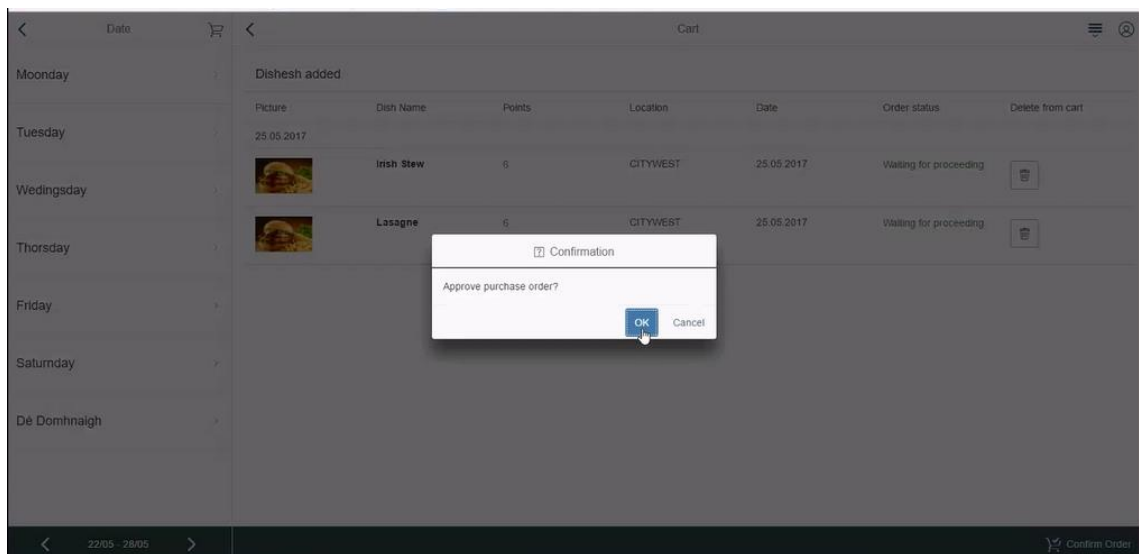 Date
Cart
Moonday
Tuesday
Wedingsday
Thorsday
Friday
Saturnday
Dé Domhnaigh
22/05 - 28/05
Dishesh added
Picture Dish Name Points Location Date Order status Delete from cart
25.05.2017
Irish Stew 6 CITYWEST 25.05.2017 Waiting for proceeding
Lasagne 6 CITYWEST 25.05.2017 Waiting for proceeding
Confirmation
Approve purchase order?
OK Cancel
Confirm Order